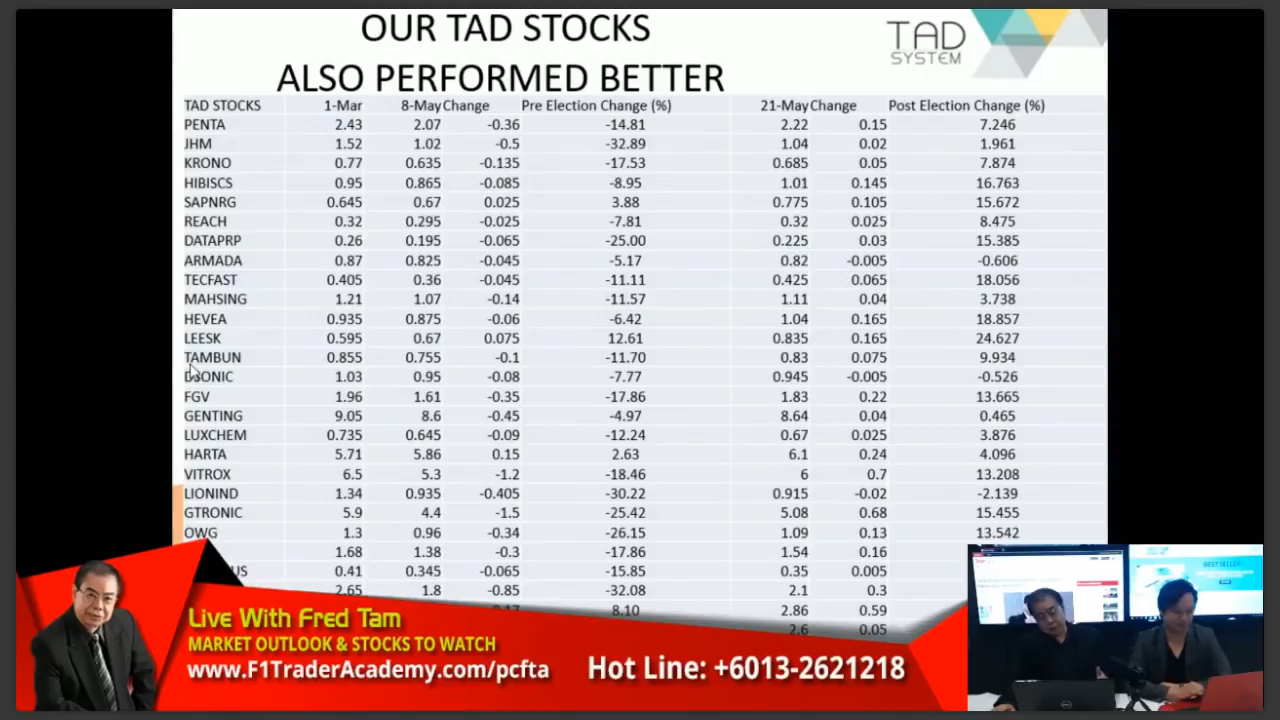 OUR TAD STOCKS
ALSO PERFORMED BETTER
TAD
SYSTEM
TAD STOCKS 1-Mar 8-May Change Pre Election Change (%) 21-May Change Post Election Change (%)
PENTA 2.43 2.07 -0.36 -14.81 2.22 0.15 7.246
JHM 1.52 1.02 -0.5 -32.89 1.04 0.02 1.961
KRONO 0.77 0.635 -0.135 -17.53 0.685 0.05 7.874
HIBISCS 0.95 0.865 -0.085 -8.95 1.01 0.145 16.763
SAPNRG 0.645 0.67 0.025 3.88 0.775 0.105 15.672
REACH 0.32 0.295 -0.025 -7.81 0.32 0.025 8.475
DATAPRP 0.26 0.195 -0.065 -25.00 0.225 0.03 15.385
ARMADA 0.87 0.825 -0.045 -5.17 0.82 -0.005 -0.606
TECFAST 0.405 0.36 -0.045 -11.11 0.425 0.065 18.056
MAHSING 1.21 1.07 -0.14 -11.57 1.11 0.04 3.738
HEVEA 0.935 0.875 -0.06 -6.42 1.04 0.165 18.857
LEESK 0.595 0.67 0.075 12.61 0.835 0.165 24.627
TAMBUN 0.855 0.755 -0.1 -11.70 0.83 0.075 9.934
DSONIC 1.03 0.95 -0.08 -7.77 0.945 -0.005 -0.526
FGV 1.96 1.61 -0.35 -17.86 1.83 0.22 13.665
GENTING 9.05 8.6 -0.45 -4.97 8.64 0.04 0.465
LUXCHEM 0.735 0.645 -0.09 -12.24 0.67 0.025 3.876
HARTA 5.71 5.86 0.15 2.63 6.1 0.24 4.096
VITROX 6.5 5.3 -1.2 -18.46 6 0.7 13.208
LIONIND 1.34 0.935 -0.405 -30.22 0.915 -0.02 -2.139
GTRONIC 5.9 4.4 -1.5 -25.42 5.08 0.68 15.455
OWG 1.3 0.96 -0.34 -26.15 1.09 0.13 13.542
1.68 1.38 -0.3 -17.86 1.54 0.16
US 0.41 0.345 -0.065 -15.85 0.35 0.005
2.65 1.8 -0.85 -32.08 2.1 0.3
8.10 2.86 0.59
2.6 0.05
BEST SELLER
Live With Fred Tam
MARKET OUTLOOK & STOCKS TO WATCH
www.F1TraderAcademy.com/pcfta
Hot Line: +6013-2621218